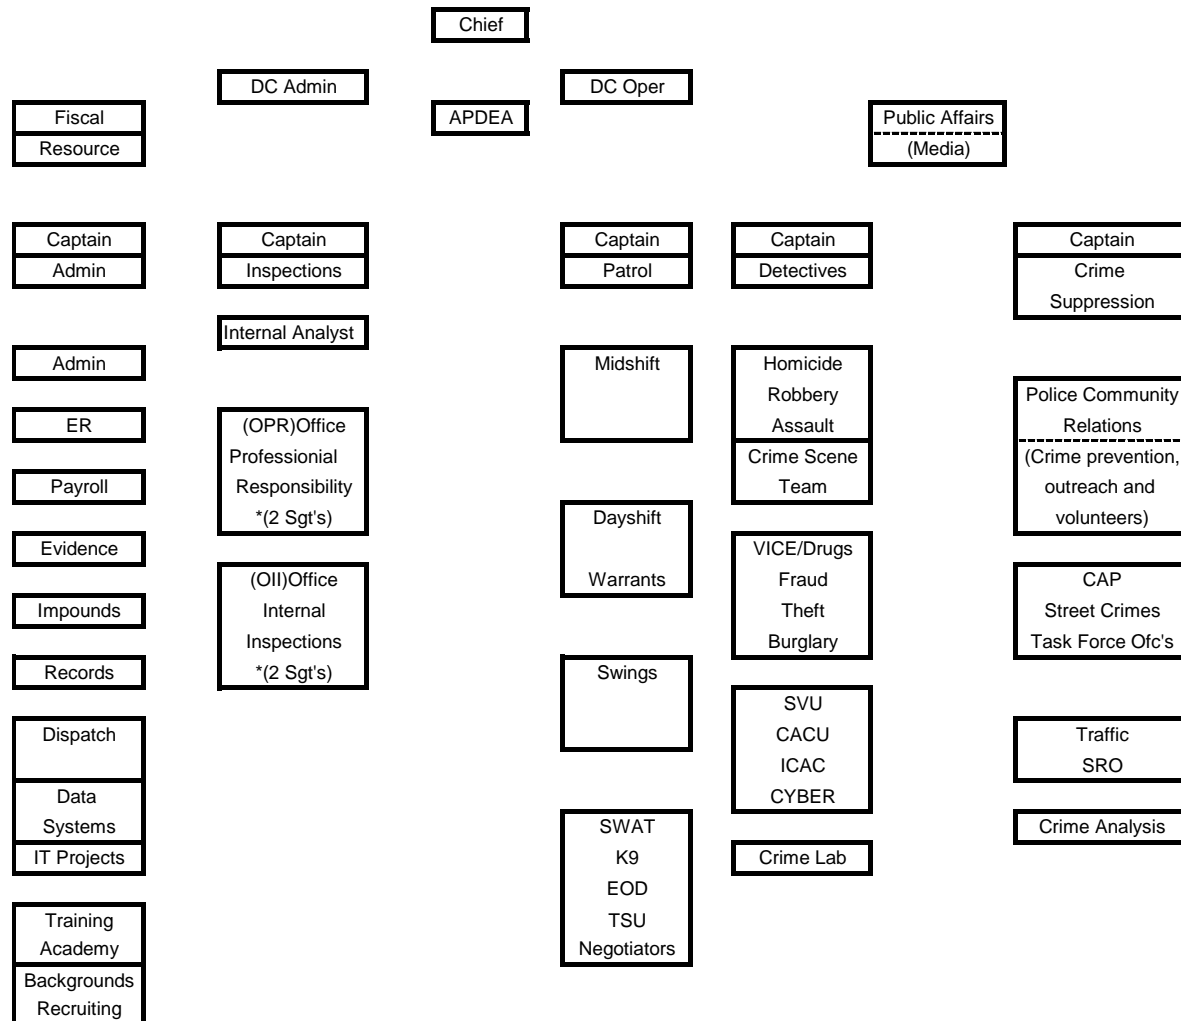 Chief
DC Admin
DC Oper
Fiscal
Resource
APDEA
Public Affairs
(Media)
Captain
Admin
Captain
Inspections
Captain
Patrol
Captain
Detectives
Captain
Crime
Suppression
Internal Analyst
Admin
ER
Payroll
Evidence
Impounds
Records
Dispatch
Data
Systems
IT Projects
Training
Academy
Backgrounds
Recruiting
(OPR)Office
Professionial
Responsibility
*(2 Sgt's)
(OII)Office
Internal
Inspections
*(2 Sgt's)
Midshift
Dayshift
Warrants
Swings
SWAT
K9
EOD
TSU
Negotiators
Homicide
Robbery
Assault
Crime Scene
Team
VICE/Drugs
Fraud
Theft
Burglary
SVU
CACU
ICAC
CYBER
Crime Lab
Police Community
Relations
(Crime prevention,
outreach and
volunteers)
CAP
Street Crimes
Task Force Ofc's
Traffic
SRO
Crime Analysis